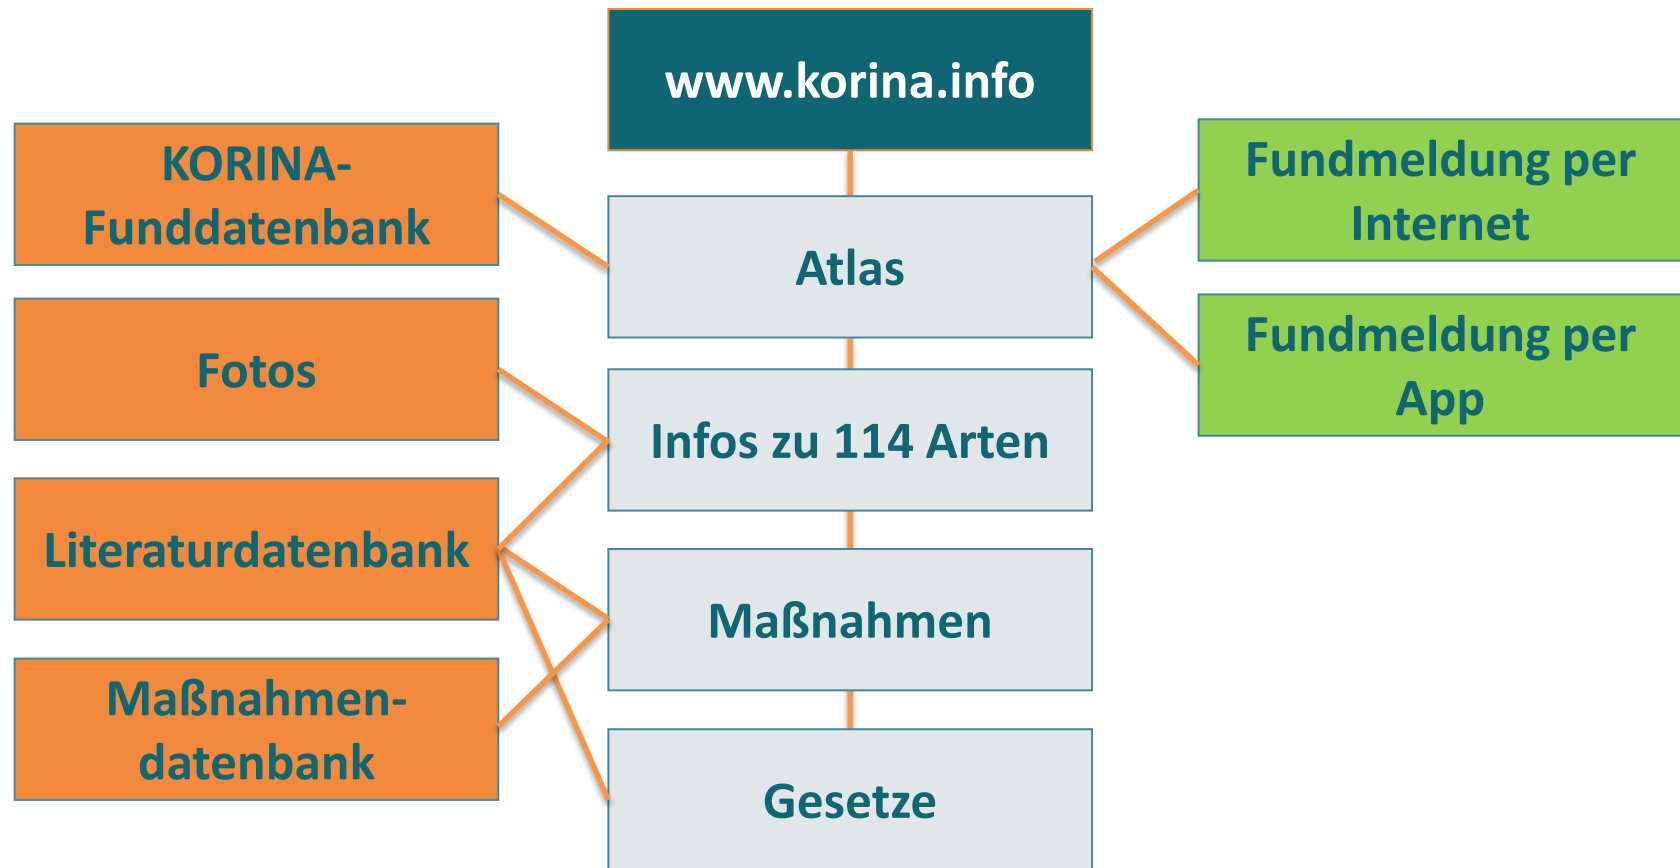 www.korina.info
KORINA-
Funddatenbank
Fotos
Literaturdatenbank
Maßnahmen-
datenbank
Atlas
Infos zu 114 Arten
Maßnahmen
Gesetze
Fundmeldung per
Internet
Fundmeldung per
App